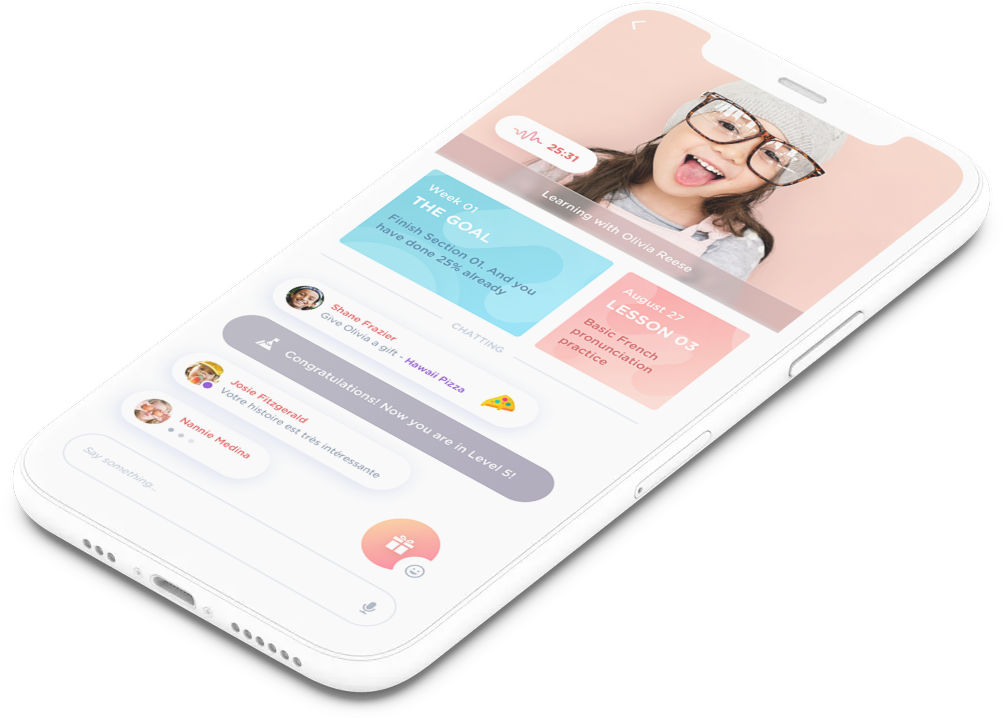 25:31
Learning with Olivia Reese
Week 01
THE GOAL
Finish Section 01. And you
have done 25% already
August 27
LESSON 03
Basic French
pronunciation
practice
CHATTING
Shane Frazier
Give Olivia a gift - Hawaii Pizza
Congratulations! Now you are in Level 5!
Josie Fitzgerald
Votre histoire est très intéressante
Nannie Medina
Say something...